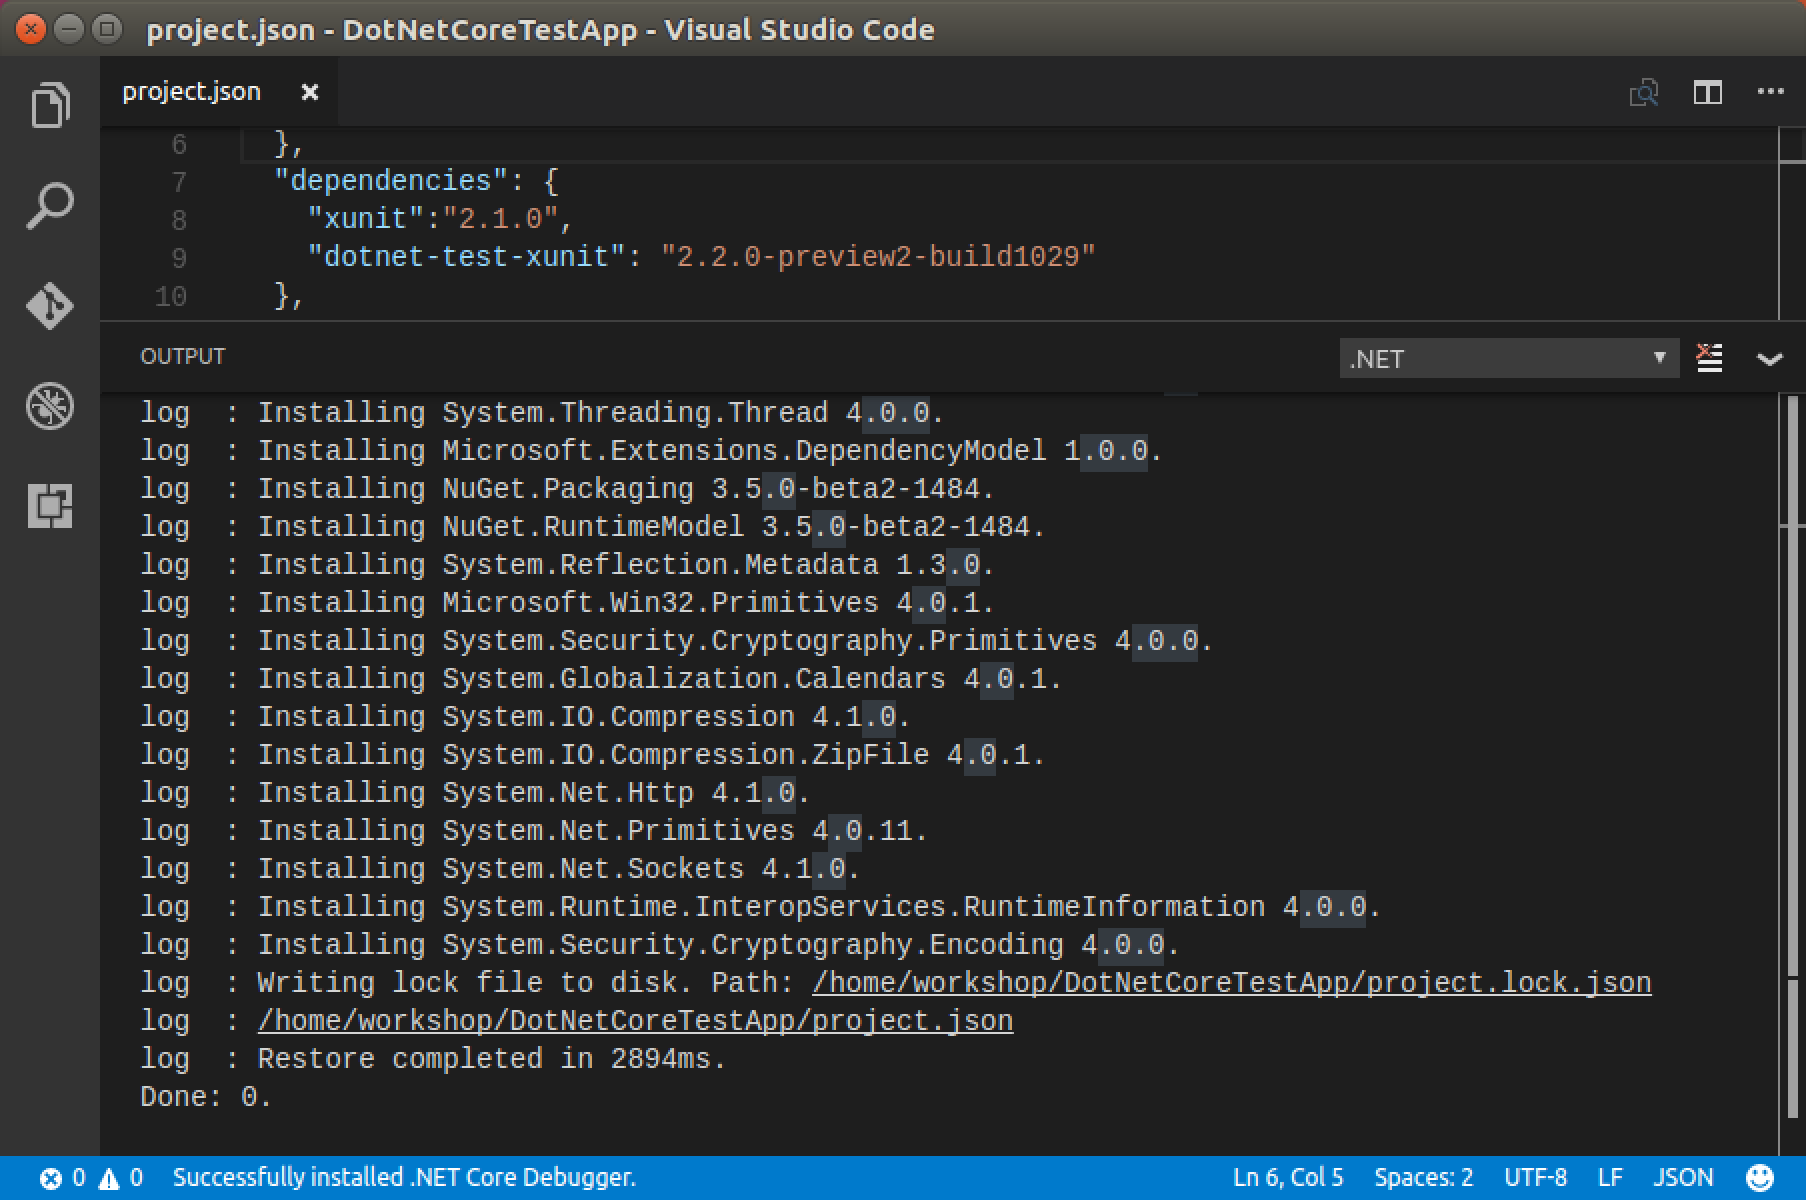 project.json - DotNetCoreTestApp - Visual Studio Code
project.json
6 },
7 "dependencies": {
8 "xunit":"2.1.0",
9 "dotnet-test-xunit": "2.2.0-preview2-build1029"
10 },
OUTPUT .NET
log : Installing System.Threading.Thread 4.0.0.
log : Installing Microsoft.Extensions.DependencyModel 1.0.0.
log : Installing NuGet.Packaging 3.5.0-beta2-1484.
log : Installing NuGet.RuntimeModel 3.5.0-beta2-1484.
log : Installing System.Reflection.Metadata 1.3.0.
log : Installing Microsoft.Win32.Primitives 4.0.1.
log : Installing System.Security.Cryptography.Primitives 4.0.0.
log : Installing System.Globalization.Calendars 4.0.1.
log : Installing System.IO.Compression 4.1.0.
log : Installing System.IO.Compression.ZipFile 4.0.1.
log : Installing System.Net.Http 4.1.0.
log : Installing System.Net.Primitives 4.0.11.
log : Installing System.Net.Sockets 4.1.0.
log : Installing System.Runtime.InteropServices.RuntimeInformation 4.0.0.
log : Installing System.Security.Cryptography.Encoding 4.0.0.
log : Writing lock file to disk. Path: /home/workshop/DotNetCoreTestApp/project.lock.json
log : /home/workshop/DotNetCoreTestApp/project.json
log : Restore completed in 2894ms.
Done: 0.
0 0 Successfully installed .NET Core Debugger. Ln 6, Col 5 Spaces: 2 UTF-8 LF JSON